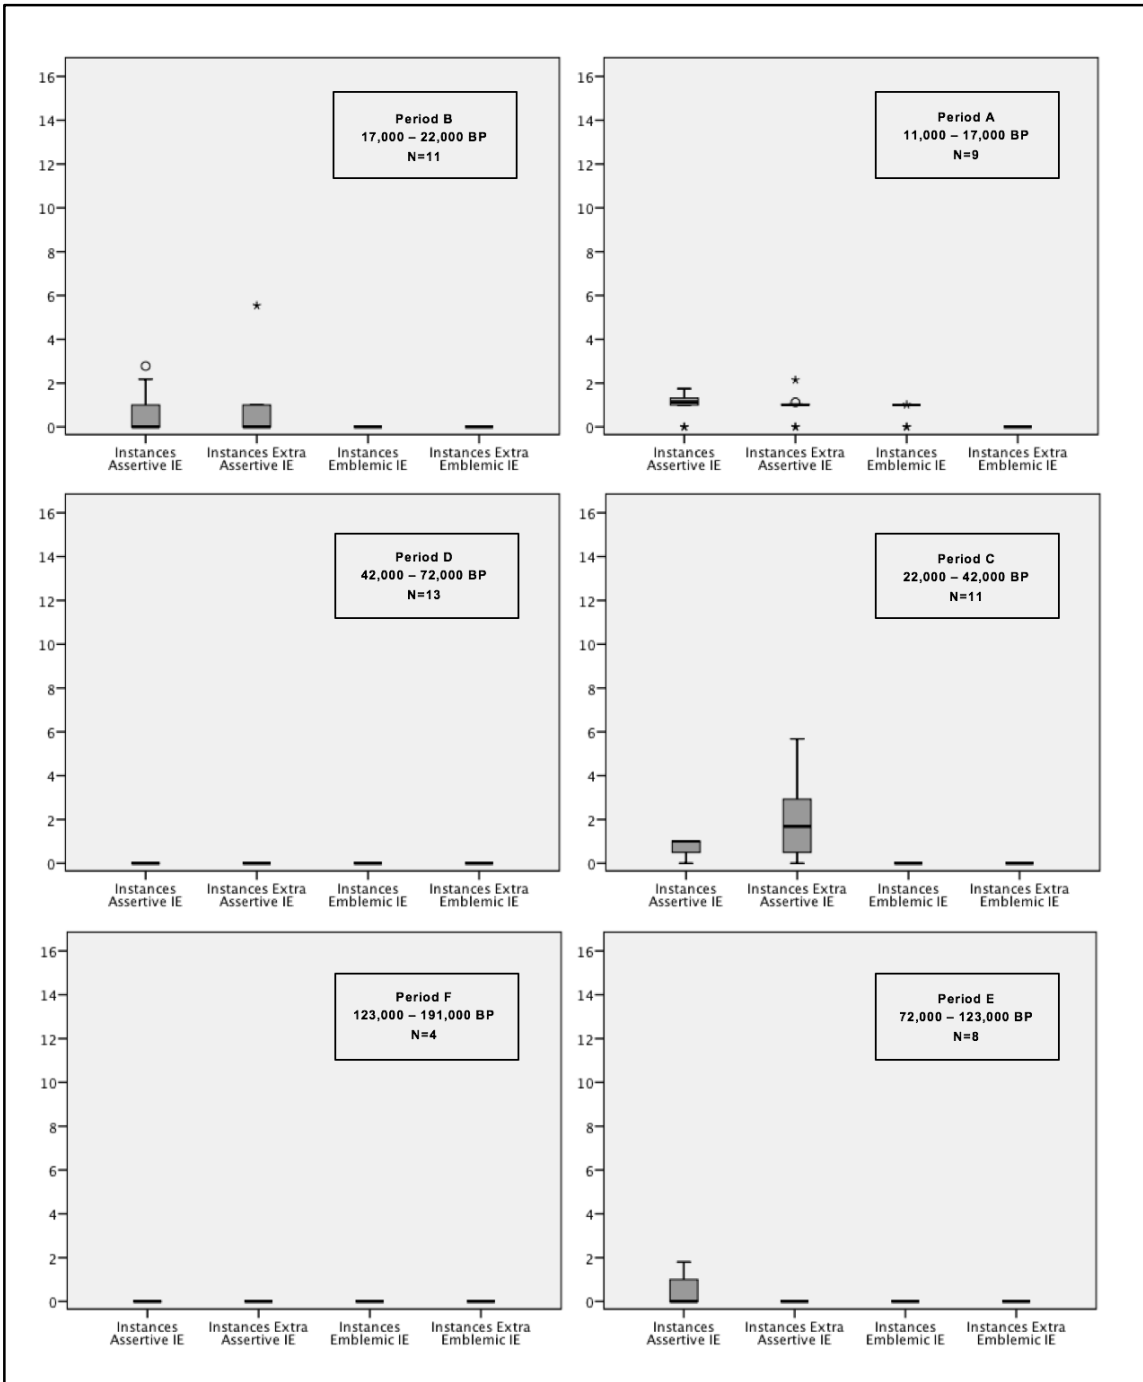 16
14
12
10
8
6
4
2
0
Period B
17,000 – 22,000 BP
N=11
Instances Assertive IE
Instances Extra Assertive IE
Instances Emblemic IE
Instances Extra Emblemic IE
16
14
12
10
8
6
4
2
0
Period A
11,000 – 17,000 BP
N=9
Instances Assertive IE
Instances Extra Assertive IE
Instances Emblemic IE
Instances Extra Emblemic IE
16
14
12
10
8
6
4
2
0
Period D
42,000 – 72,000 BP
N=13
Instances Assertive IE
Instances Extra Assertive IE
Instances Emblemic IE
Instances Extra Emblemic IE
16
14
12
10
8
6
4
2
0
Period C
22,000 – 42,000 BP
N=11
Instances Assertive IE
Instances Extra Assertive IE
Instances Emblemic IE
Instances Extra Emblemic IE
16
14
12
10
8
6
4
2
0
Period F
123,000 – 191,000 BP
N=4
Instances Assertive IE
Instances Extra Assertive IE
Instances Emblemic IE
Instances Extra Emblemic IE
16
14
12
10
8
6
4
2
0
Period E
72,000 – 123,000 BP
N=8
Instances Assertive IE
Instances Extra Assertive IE
Instances Emblemic IE
Instances Extra Emblemic IE